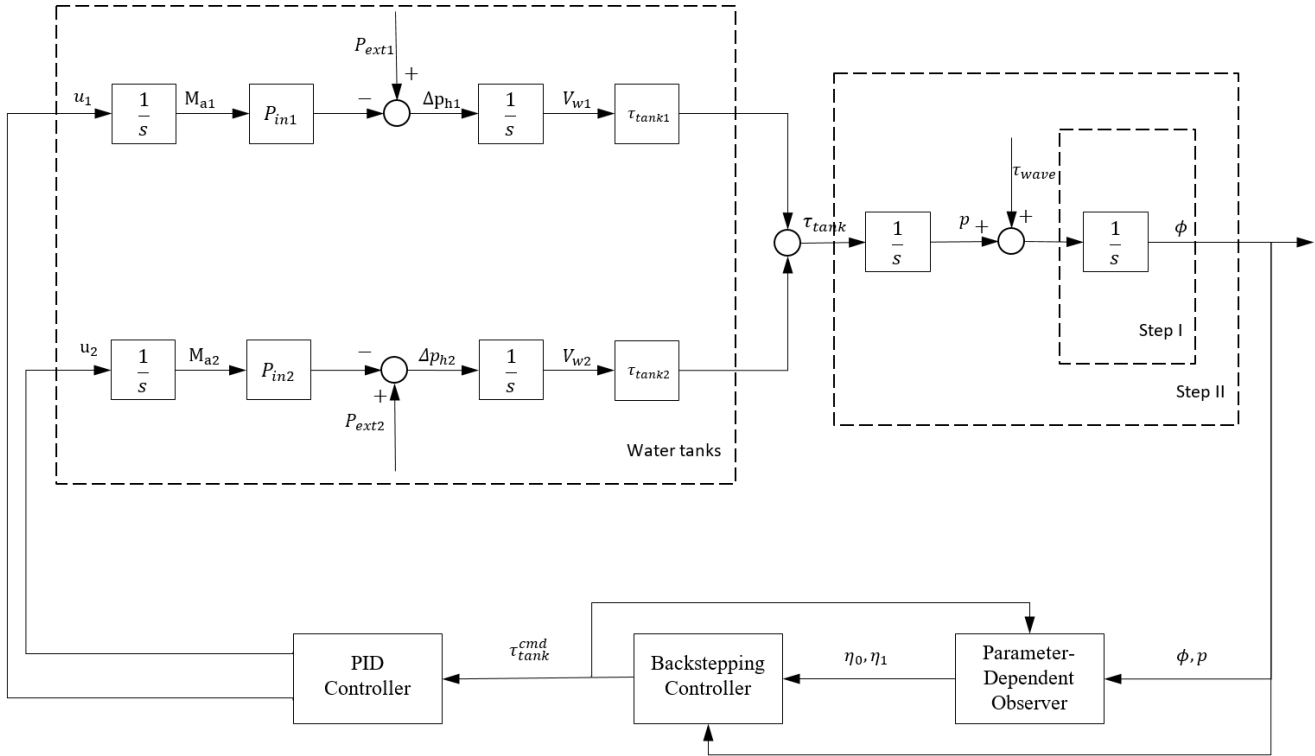 P_ext1
+
u_1
1/s
M_a1
P_in1
−
Δp_h1
1/s
V_w1
τ_tank1
τ_wave
τ_tank
1/s
p
+
+
1/s
ϕ
Step I
Step II
u_2
1/s
M_a2
P_in2
−
Δp_h2
1/s
V_w2
τ_tank2
+
P_ext2
Water tanks
PID
Controller
τ_tank^cmd
Backstepping
Controller
η_0, η_1
Parameter-
Dependent
Observer
ϕ, p